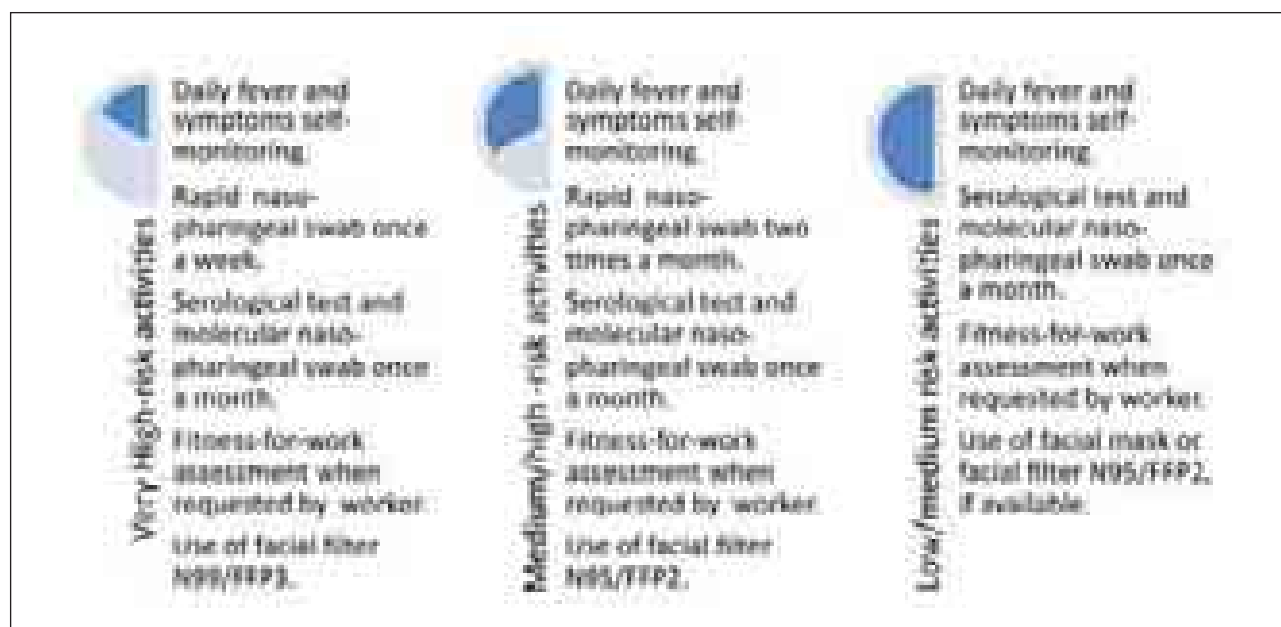 Very High-risk activities
Daily fever and
symptoms self-
monitoring.
Rapid naso-
pharingeal swab once
a week.
Serological test and
molecular naso-
pharingeal swab once
a month.
Fitness-for-work
assessment when
requested by worker.
Use of facial filter
N99/FFP3.
Medium/high -risk activities
Daily fever and
symptoms self-
monitoring.
Rapid naso-
pharingeal swab two
times a month.
Serological test and
molecular naso-
pharingeal swab once
a month.
Fitness-for-work
assessment when
requested by worker.
Use of facial filter
N95/FFP2.
Low/medium risk activities
Daily fever and
symptoms self-
monitoring.
Serological test and
molecular naso-
pharingeal swab once
a month.
Fitness-for-work
assessment when
requested by worker.
Use of facial mask or
facial filter N95/FFP2,
if available.